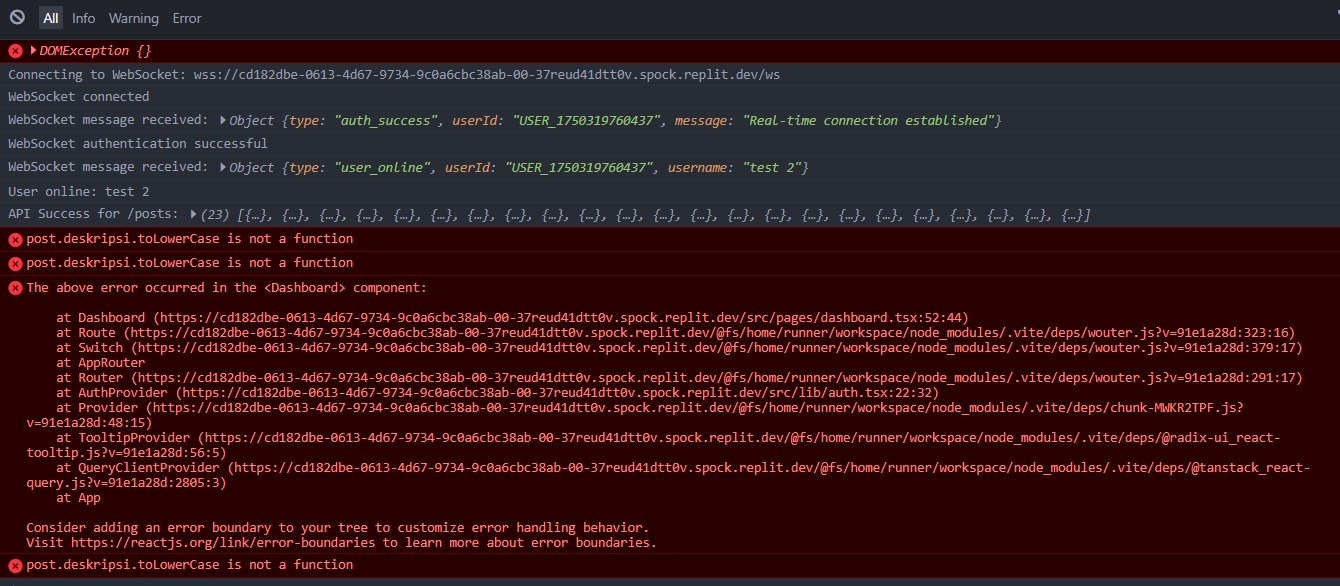 All Info Warning Error
DOMException {}
Connecting to WebSocket: wss://cd182dbe-0613-4d67-9734-9c0a6cbc38ab-00-37reud41dtt0v.spock.replit.dev/ws
WebSocket connected
WebSocket message received: Object {type: "auth_success", userId: "USER_1750319760437", message: "Real-time connection established"}
WebSocket authentication successful
WebSocket message received: Object {type: "user_online", userId: "USER_1750319760437", username: "test 2"}
User online: test 2
API Success for /posts: (23) [{…}, {…}, {…}, {…}, {…}, {…}, {…}, {…}, {…}, {…}, {…}, {…}, {…}, {…}, {…}, {…}, {…}, {…}, {…}, {…}, {…}, {…}, {…}]
post.deskripsi.toLowerCase is not a function
post.deskripsi.toLowerCase is not a function
The above error occurred in the <Dashboard> component:
at Dashboard (https://cd182dbe-0613-4d67-9734-9c0a6cbc38ab-00-37reud41dtt0v.spock.replit.dev/src/pages/dashboard.tsx:52:44)
at Route (https://cd182dbe-0613-4d67-9734-9c0a6cbc38ab-00-37reud41dtt0v.spock.replit.dev/@fs/home/runner/workspace/node_modules/.vite/deps/wouter.js?v=91e1a28d:323:16)
at Switch (https://cd182dbe-0613-4d67-9734-9c0a6cbc38ab-00-37reud41dtt0v.spock.replit.dev/@fs/home/runner/workspace/node_modules/.vite/deps/wouter.js?v=91e1a28d:379:17)
at AppRouter
at Router (https://cd182dbe-0613-4d67-9734-9c0a6cbc38ab-00-37reud41dtt0v.spock.replit.dev/@fs/home/runner/workspace/node_modules/.vite/deps/wouter.js?v=91e1a28d:291:17)
at AuthProvider (https://cd182dbe-0613-4d67-9734-9c0a6cbc38ab-00-37reud41dtt0v.spock.replit.dev/src/lib/auth.tsx:22:32)
at Provider (https://cd182dbe-0613-4d67-9734-9c0a6cbc38ab-00-37reud41dtt0v.spock.replit.dev/@fs/home/runner/workspace/node_modules/.vite/deps/chunk-MWKR2TPF.js?
v=91e1a28d:48:15)
at TooltipProvider (https://cd182dbe-0613-4d67-9734-9c0a6cbc38ab-00-37reud41dtt0v.spock.replit.dev/@fs/home/runner/workspace/node_modules/.vite/deps/@radix-ui_react-
tooltip.js?v=91e1a28d:56:5)
at QueryClientProvider (https://cd182dbe-0613-4d67-9734-9c0a6cbc38ab-00-37reud41dtt0v.spock.replit.dev/@fs/home/runner/workspace/node_modules/.vite/deps/@tanstack_react-
query.js?v=91e1a28d:2805:3)
at App
Consider adding an error boundary to your tree to customize error handling behavior.
Visit https://reactjs.org/link/error-boundaries to learn more about error boundaries.
post.deskripsi.toLowerCase is not a function